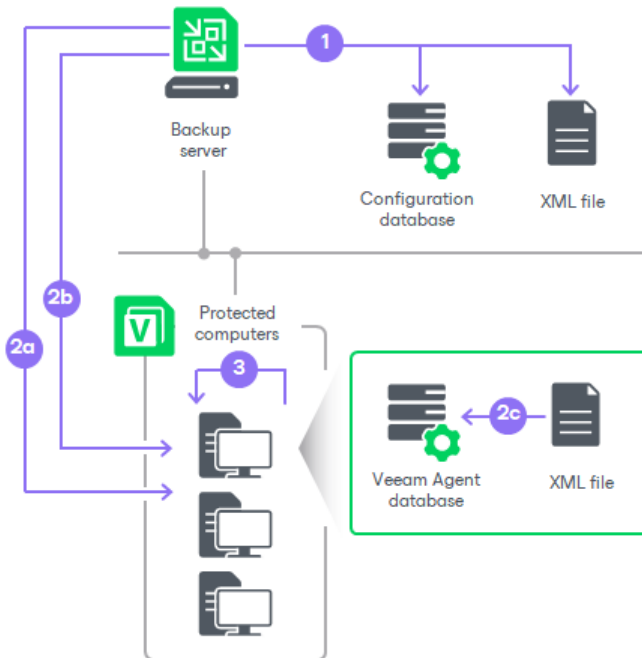 1
Backup
server
Configuration
database
XML file
2b
2a
V
Protected
computers
3
2c
Veeam Agent
database
XML file